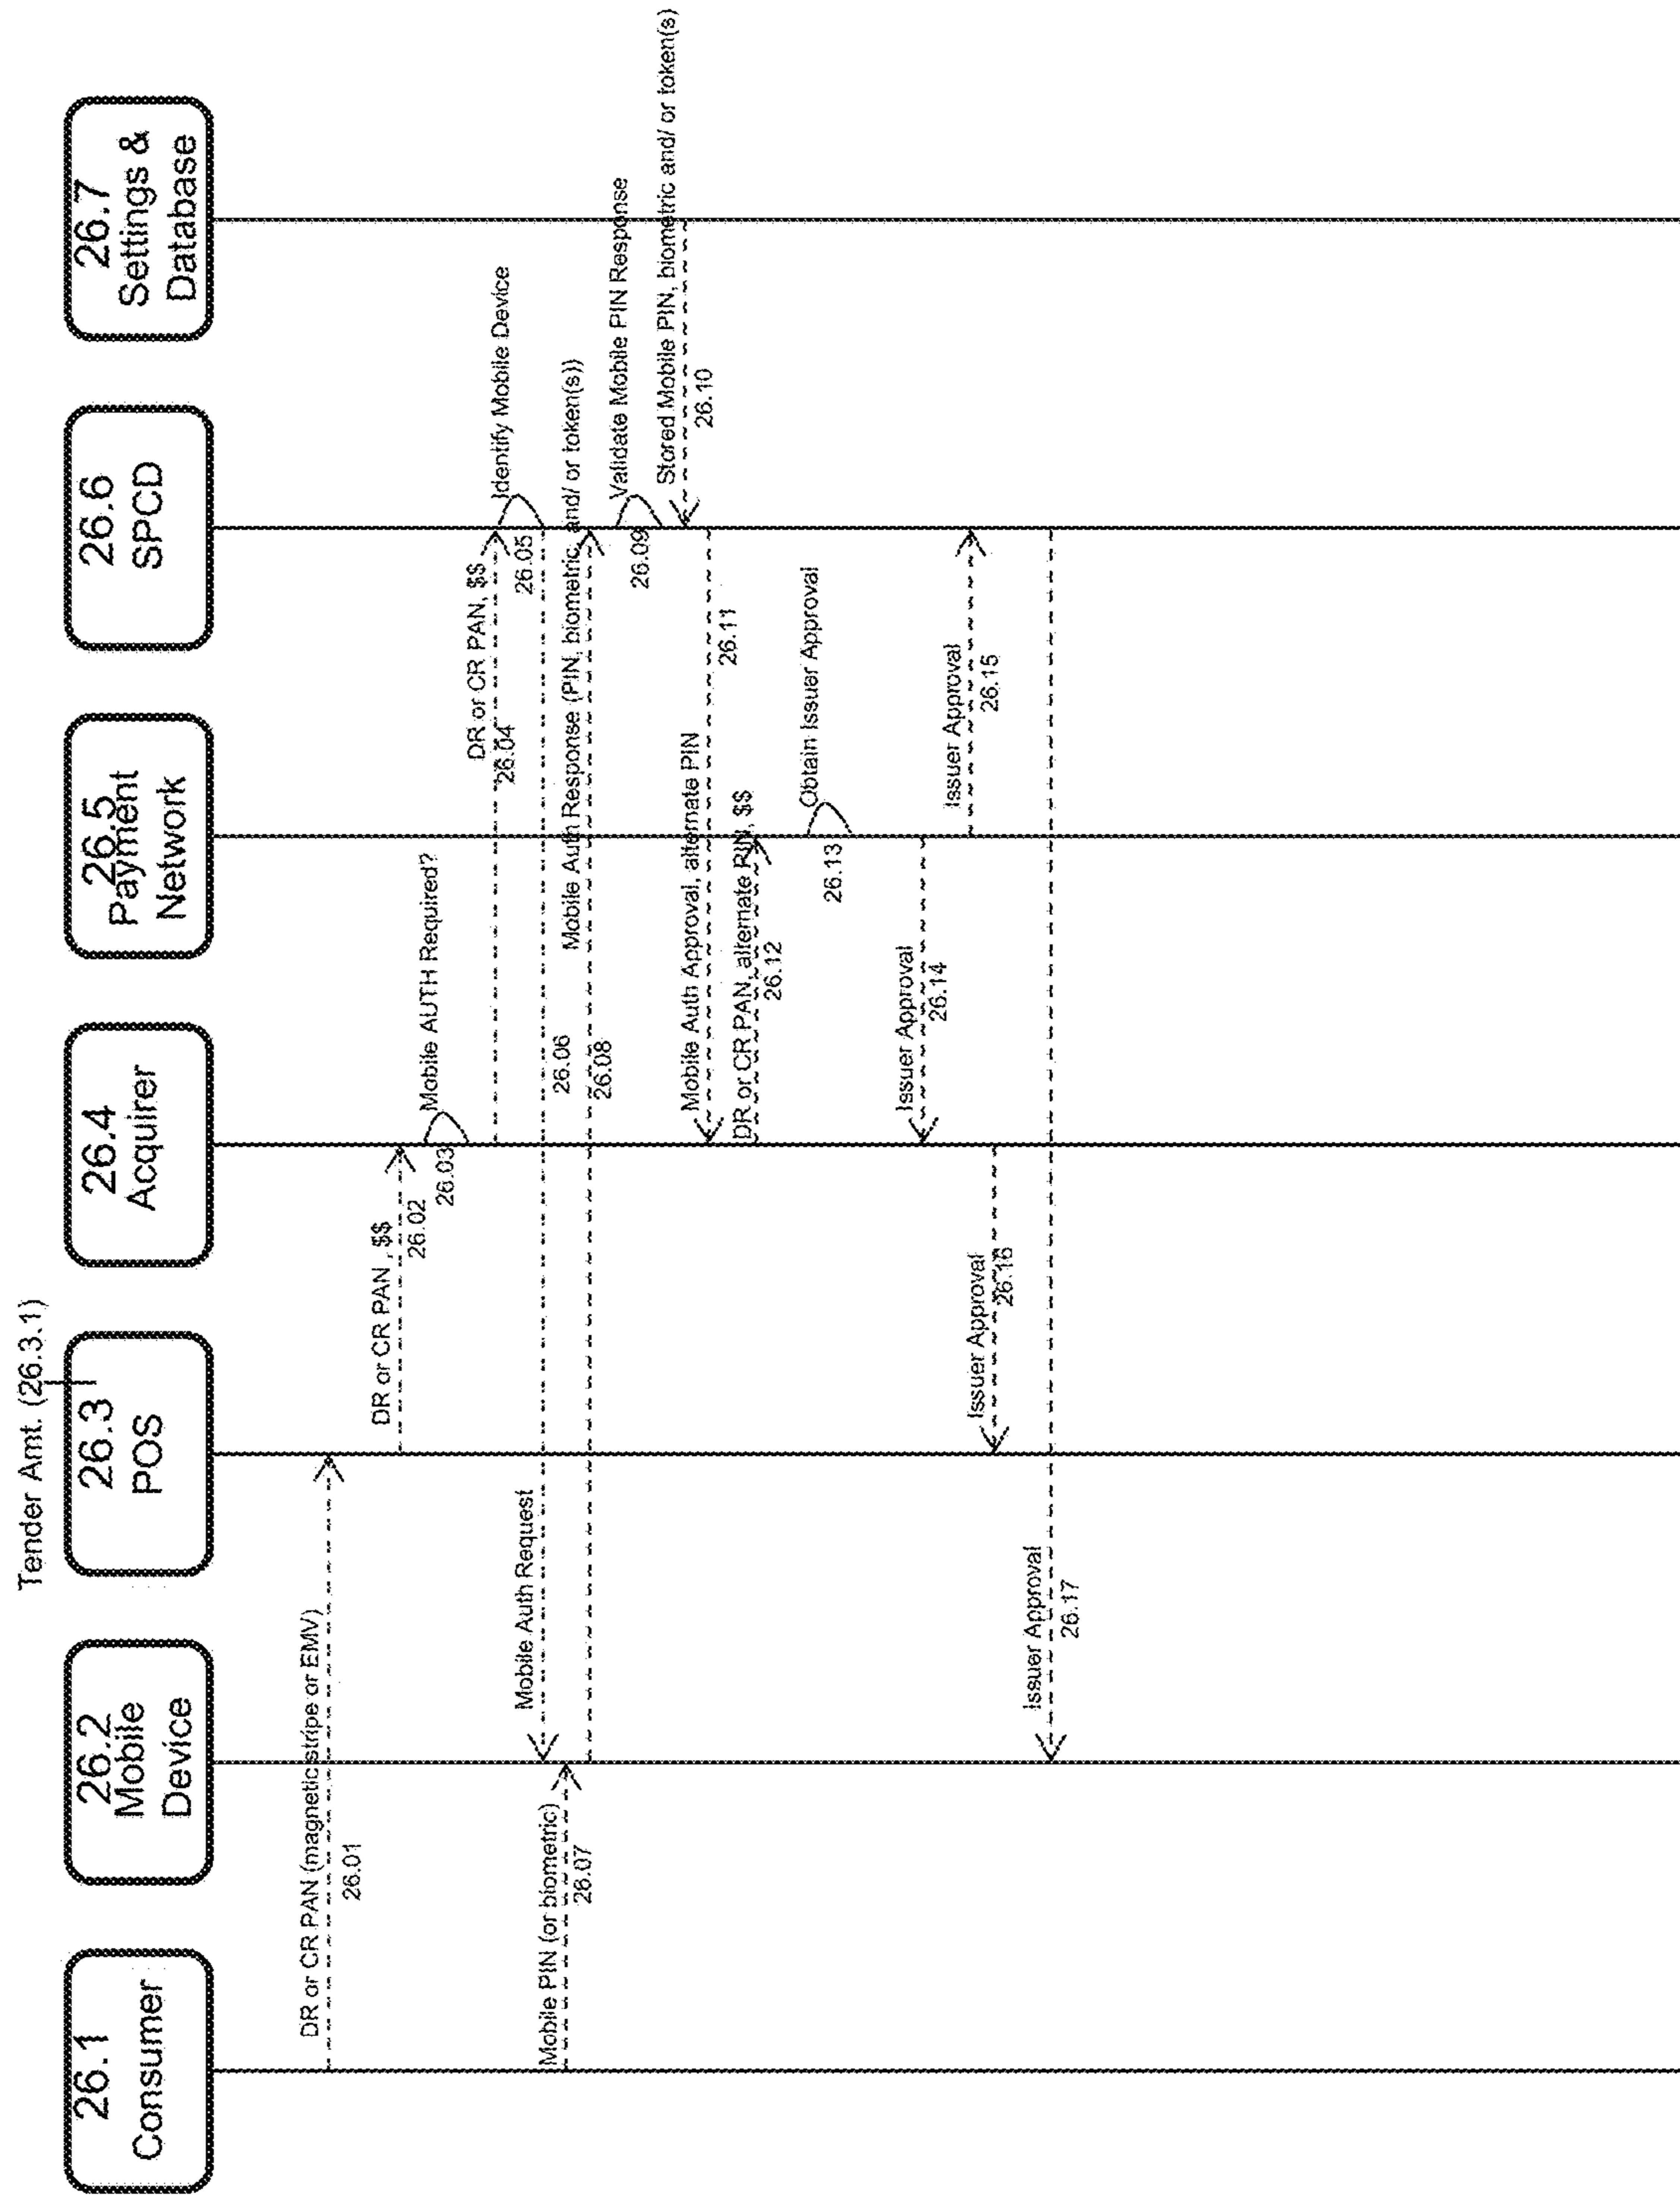 Tender Amt. (26.3.1)
26.1
Consumer
26.2
Mobile
Device
26.3
POS
26.4
Acquirer
26.5
Payment
Network
26.6
SPCD
26.7
Settings &
Database
DR or CR PAN (magnetic stripe or EMV)
26.01
DR or CR PAN, $$
26.02
Mobile AUTH Required?
26.03
DR or CR PAN, $$
26.04
Identify Mobile Device
26.05
Mobile Auth Request
26.06
Mobile PIN (or biometric)
26.07
Mobile Auth Response (PIN, biometric, and/ or token(s))
26.08
Validate Mobile PIN Response
26.09
Stored Mobile PIN, biometric and/ or token(s)
26.10
Mobile Auth Approval, alternate PIN
26.11
DR or CR PAN, alternate PIN, $$
26.12
Obtain Issuer Approval
26.13
Issuer Approval
26.14
Issuer Approval
26.15
Issuer Approval
26.16
Issuer Approval
26.17